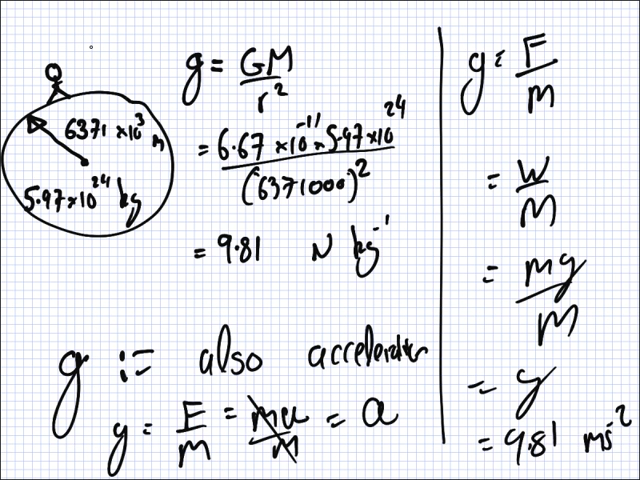 6371 × 10³ m
5.97 × 10²⁴ kg
g = GM / r²
= 6.67 × 10⁻¹¹ × 5.97 × 10²⁴ / (6371000)²
= 9.81 N kg⁻¹
g := also acceleration
g = F / M = ma / M = a
g = F / M
= W / M
= mg / M
= g
= 9.81 ms⁻²